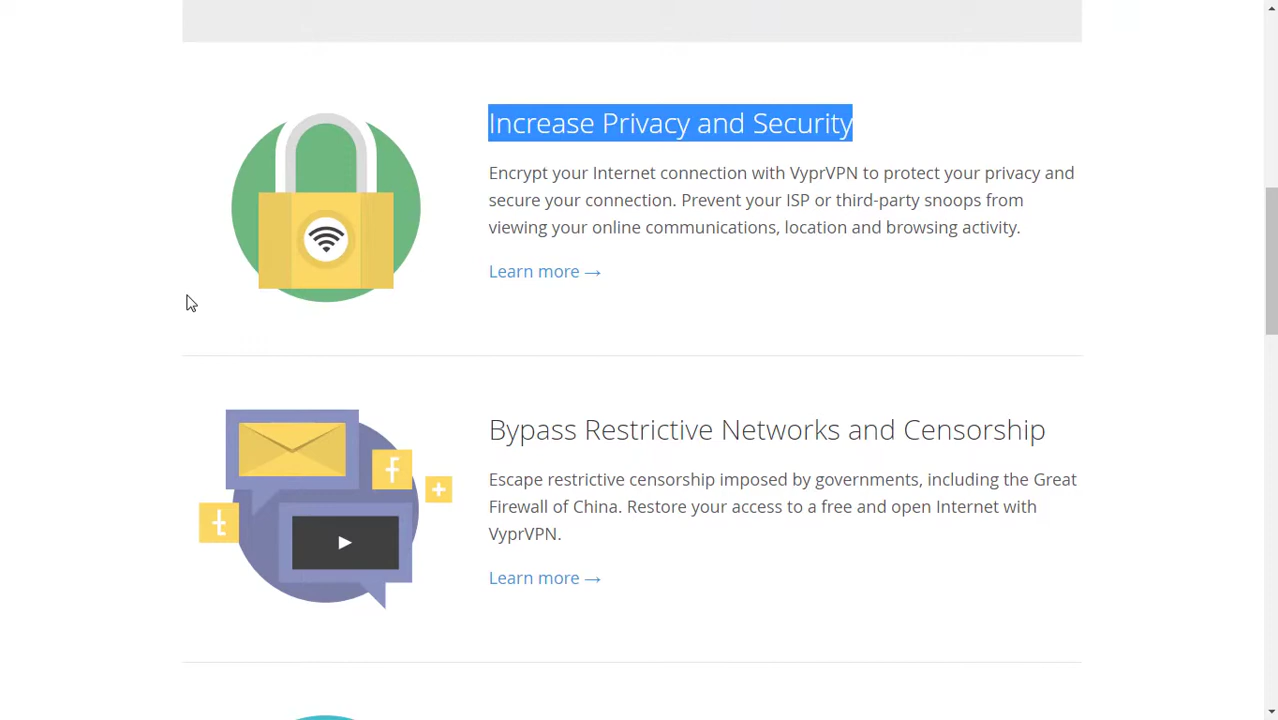 Increase Privacy and Security
Encrypt your Internet connection with VyprVPN to protect your privacy and
secure your connection. Prevent your ISP or third-party snoops from
viewing your online communications, location and browsing activity.
Learn more →
f
+
t
Bypass Restrictive Networks and Censorship
Escape restrictive censorship imposed by governments, including the Great
Firewall of China. Restore your access to a free and open Internet with
VyprVPN.
Learn more →